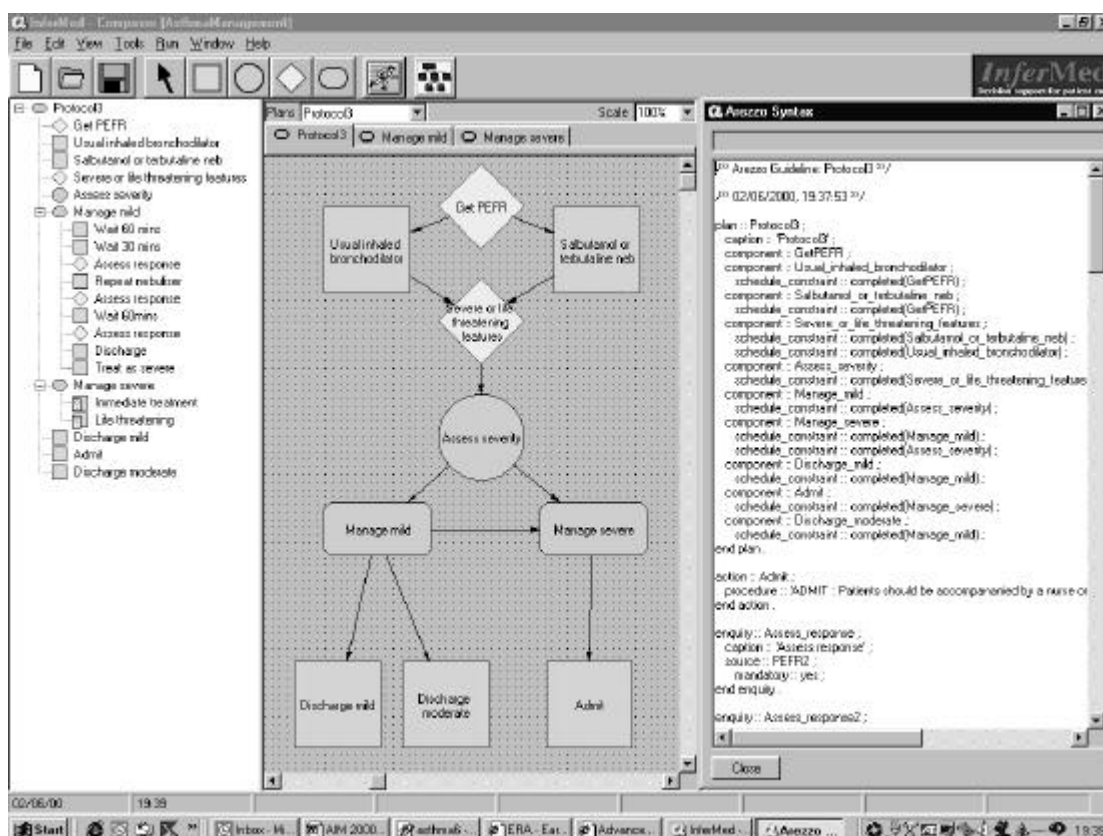 InferMed - Composer [AsthmaManagement]
File Edit View Tools Run Window Help
InferMed
Decision support for patient
Protocol3
Get PEFR
Usual inhaled bronchodilator
Salbutamol or terbutaline neb
Severe or life threatening features
Assess severity
Manage mild
Wait 60 mins
Wait 30 mins
Assess response
Repeat nebuliser
Assess response
Wait 60mins
Assess response
Discharge
Treat as severe
Manage severe
Immediate treatment
Life threatening
Discharge mild
Admit
Discharge moderate
Plans Protocol3 Scale 100%
Protocol3 Manage mild Manage severe
Get PEFR
Usual inhaled
bronchodilator
Salbutamol or
terbutaline neb
Severe or life
threatening
features
Assess severity
Manage mild
Manage severe
Discharge mild
Discharge
moderate
Admit
Arezzo Syntax
/** Arezzo Guideline: Protocol3 **/
/** 02/06/2000, 19:37:53 **/
plan :: Protocol3 ;
caption :: 'Protocol3' ;
component :: GetPEFR ;
component :: Usual_inhaled_bronchodilator ;
schedule_constraint :: completed(GetPEFR) ;
component :: Salbutamol_or_terbutaline_neb ;
schedule_constraint :: completed(GetPEFR) ;
component :: Severe_or_life_threatening_features ;
schedule_constraint :: completed(Salbutamol_or_terbutaline_neb) ;
schedule_constraint :: completed(Usual_inhaled_bronchodilator) ;
component :: Assess_severity ;
schedule_constraint :: completed(Severe_or_life_threatening_features
component :: Manage_mild ;
schedule_constraint :: completed(Assess_severity) ;
component :: Manage_severe ;
schedule_constraint :: completed(Manage_mild) ;
schedule_constraint :: completed(Assess_severity) ;
component :: Discharge_mild ;
schedule_constraint :: completed(Manage_mild) ;
component :: Admit ;
schedule_constraint :: completed(Manage_severe) ;
component :: Discharge_moderate ;
schedule_constraint :: completed(Manage_mild) ;
end plan .
action :: Admit ;
procedure :: 'ADMIT : Patients should be accompananied by a nurse or
end action .
enquiry :: Assess_response ;
caption :: 'Assess response' ;
source :: PEFR2 ;
mandatory :: yes ;
end enquiry .
enquiry :: Assess_response2 ;
Close
02/06/00 19:39
Start Inbox - Mi... AIM 2000... asthma6 -... ERA - Ear... Advance... InferMed -... Arezzo ... 19:39